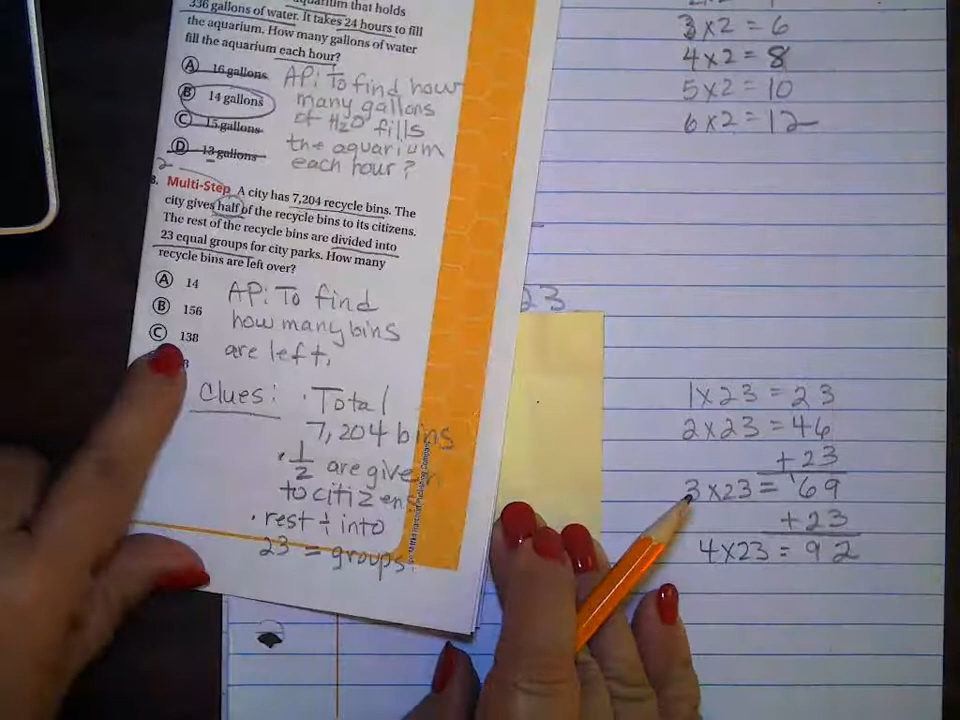 aquarium that holds
336 gallons of water. It takes 24 hours to fill
the aquarium. How many gallons of water
fill the aquarium each hour?
A 16 gallons
B 14 gallons
C 15 gallons
D 13 gallons
AP: To find how
many gallons
of H2O fills
the aquarium
each hour?
2
3. Multi-Step A city has 7,204 recycle bins. The
city gives half of the recycle bins to its citizens.
The rest of the recycle bins are divided into
23 equal groups for city parks. How many
recycle bins are left over?
A 14
B 156
C 138
AP: To find
how many bins
are left.
Clues: · Total
7,204 bins
· 1/2 are given
to citizens
· rest ÷ into
23 = groups
3x2 = 6
4x2 = 8
5x2 = 10
6x2 = 12
23
1x23 = 23
2x23 = 46
+23
3x23 = 69
+23
4x23 = 92